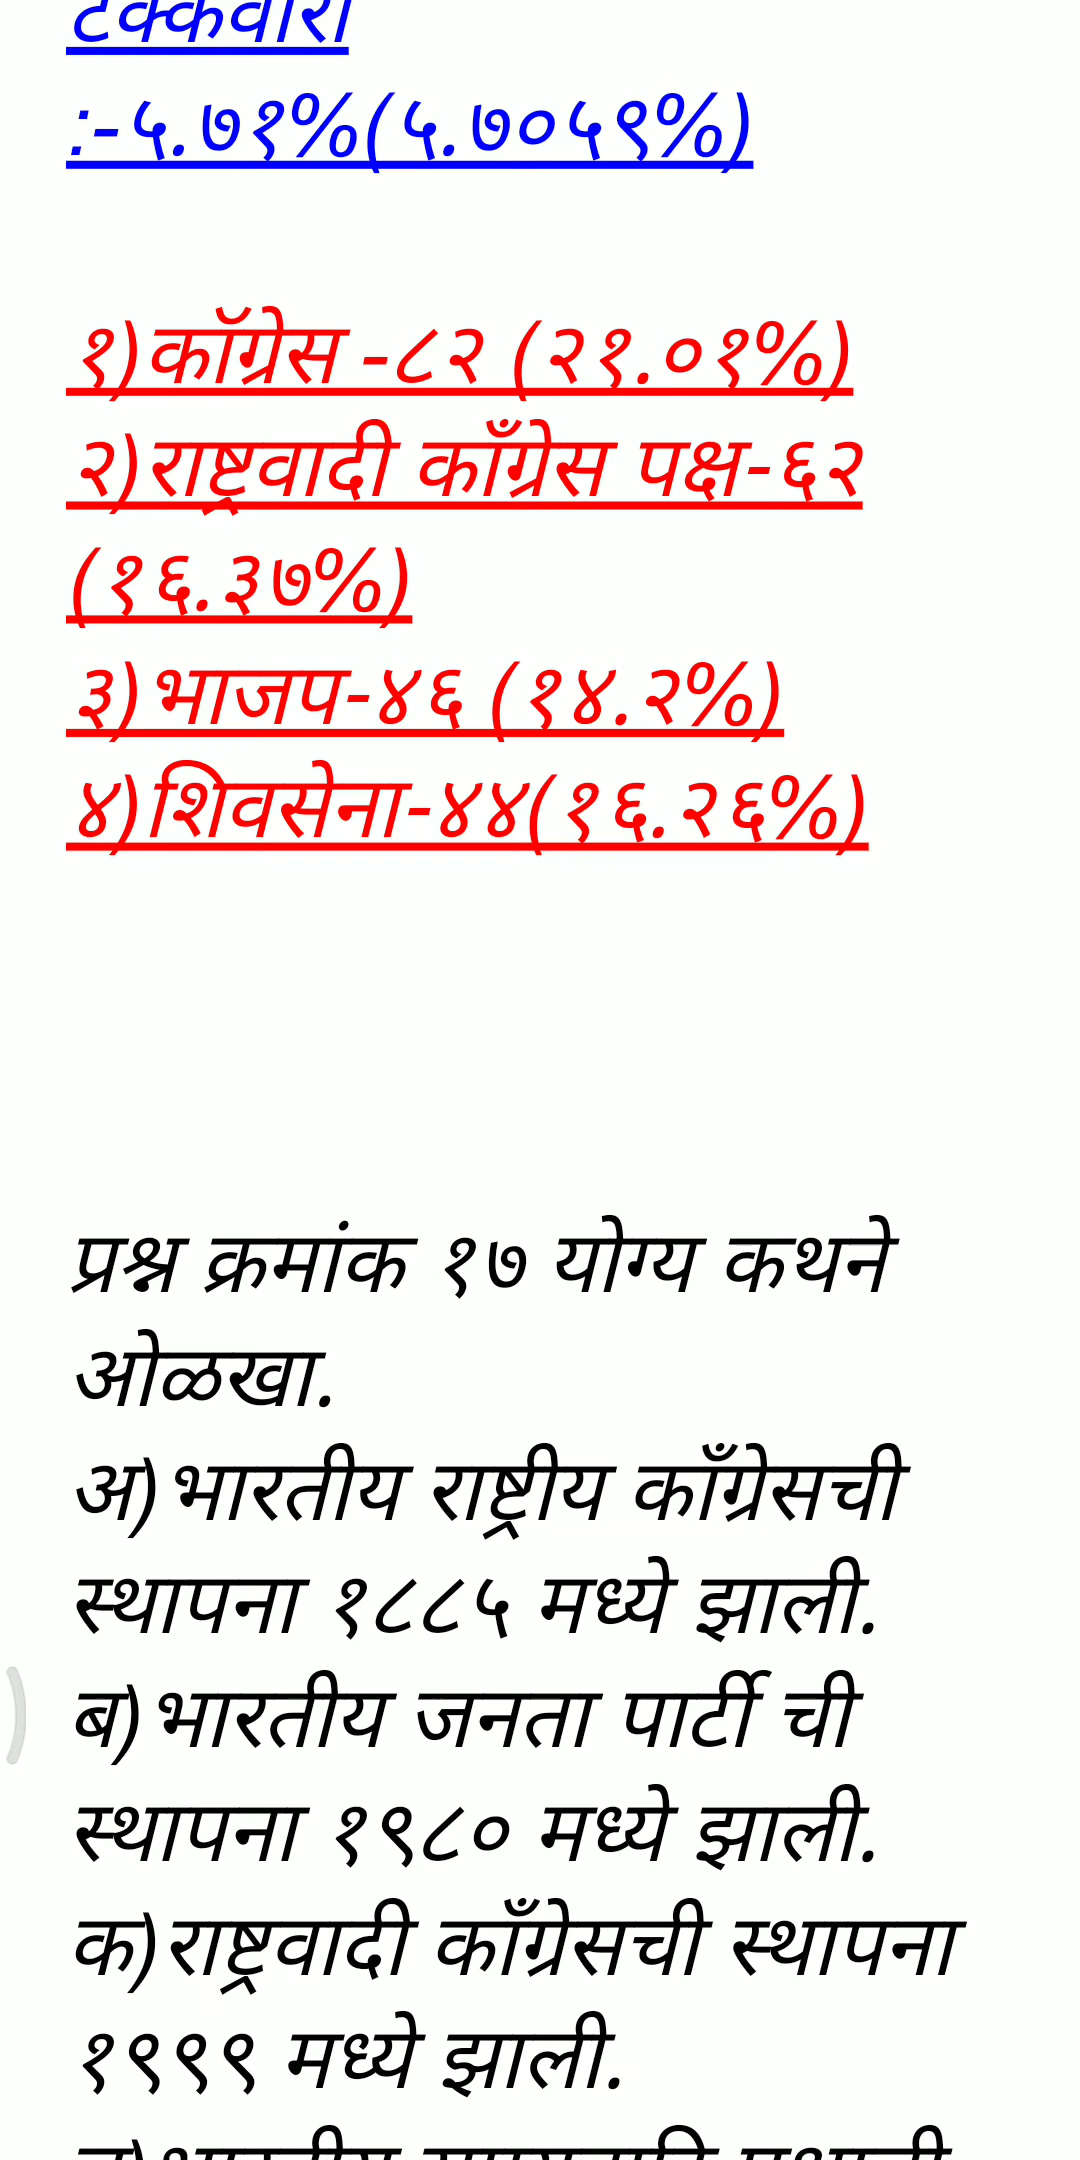 टक्केवारी
:-५.७१%(५.७०५९%)
१)कॉग्रेस -८२ (२१.०१%)
२)राष्ट्रवादी काँग्रेस पक्ष-६२
(१६.३७%)
३)भाजप-४६ (१४.२%)
४)शिवसेना-४४(१६.२६%)
प्रश्न क्रमांक १७ योग्य कथने
ओळखा.
अ)भारतीय राष्ट्रीय काँग्रेसची
स्थापना १८८५ मध्ये झाली.
ब)भारतीय जनता पार्टी ची
स्थापना १९८० मध्ये झाली.
क)राष्ट्रवादी काँग्रेसची स्थापना
१९९९ मध्ये झाली.